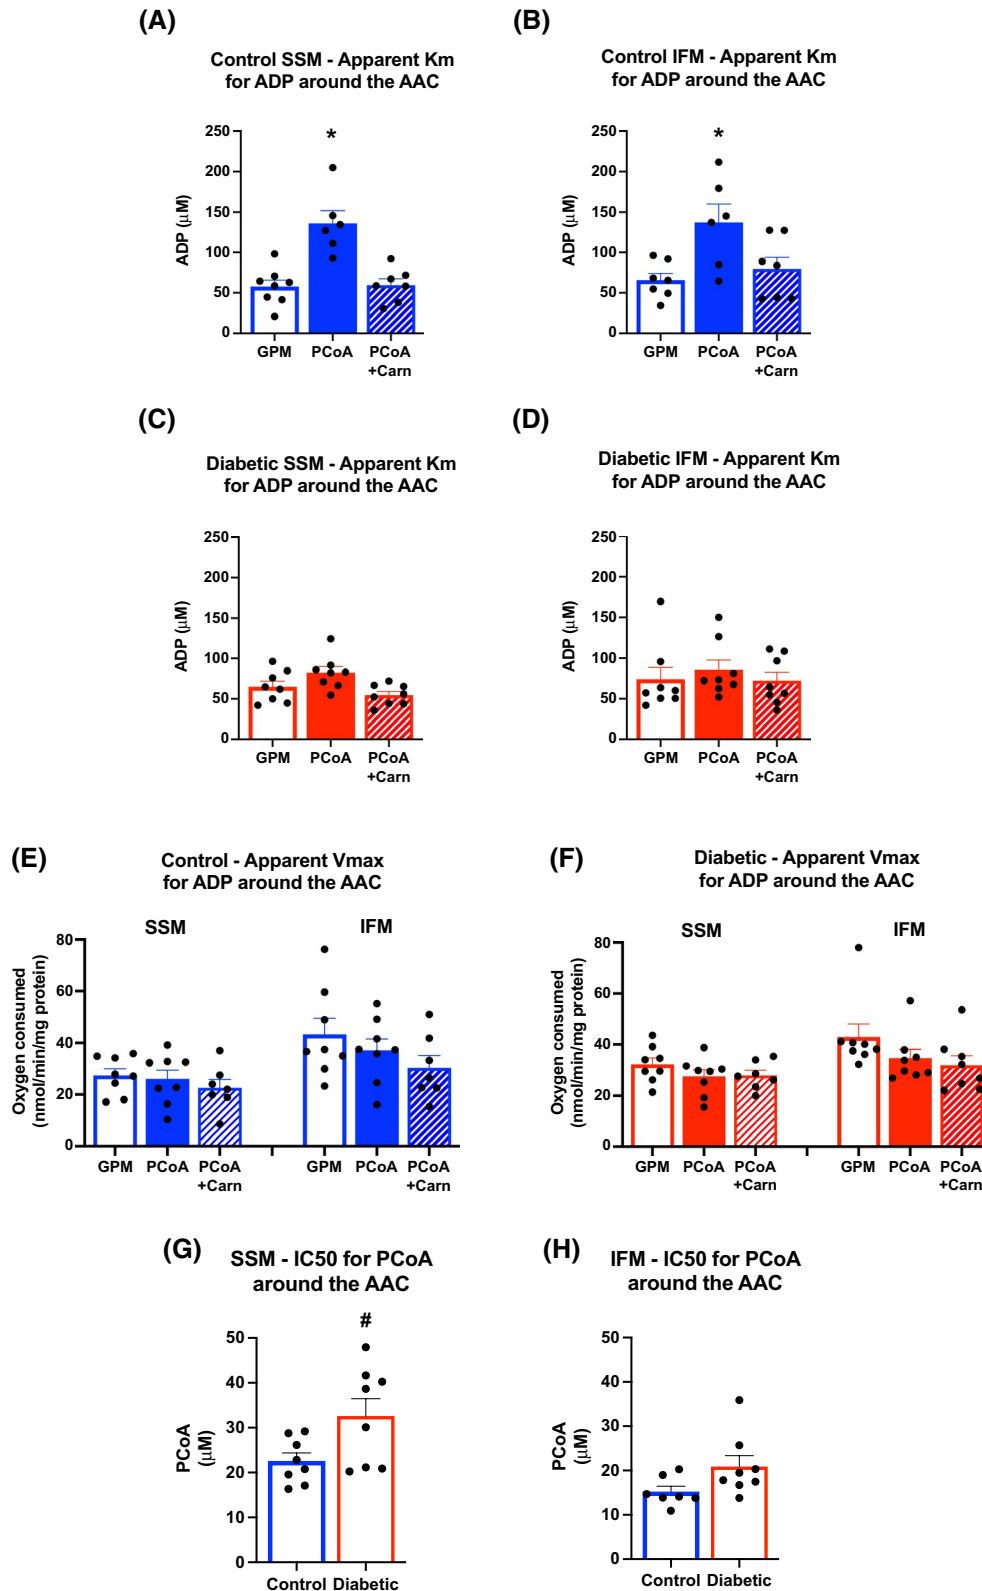 (A)
Control SSM - Apparent Km
for ADP around the AAC
ADP (μM)
250
200
150
100
50
0
*
GPM
PCoA
PCoA
+Carn
(B)
Control IFM - Apparent Km
for ADP around the AAC
ADP (μM)
250
200
150
100
50
0
*
GPM
PCoA
PCoA
+Carn
(C)
Diabetic SSM - Apparent Km
for ADP around the AAC
ADP (μM)
250
200
150
100
50
0
GPM
PCoA
PCoA
+Carn
(D)
Diabetic IFM - Apparent Km
for ADP around the AAC
ADP (μM)
250
200
150
100
50
0
GPM
PCoA
PCoA
+Carn
(E)
Control - Apparent Vmax
for ADP around the AAC
SSM
IFM
Oxygen consumed
(nmol/min/mg protein)
80
60
40
20
0
GPM
PCoA
PCoA
+Carn
GPM
PCoA
PCoA
+Carn
(F)
Diabetic - Apparent Vmax
for ADP around the AAC
SSM
IFM
Oxygen consumed
(nmol/min/mg protein)
80
60
40
20
0
GPM
PCoA
PCoA
+Carn
GPM
PCoA
PCoA
+Carn
(G)
SSM - IC50 for PCoA
around the AAC
#
PCoA
(μM)
50
40
30
20
10
0
Control Diabetic
(H)
IFM - IC50 for PCoA
around the AAC
PCoA
(μM)
50
40
30
20
10
0
Control Diabetic